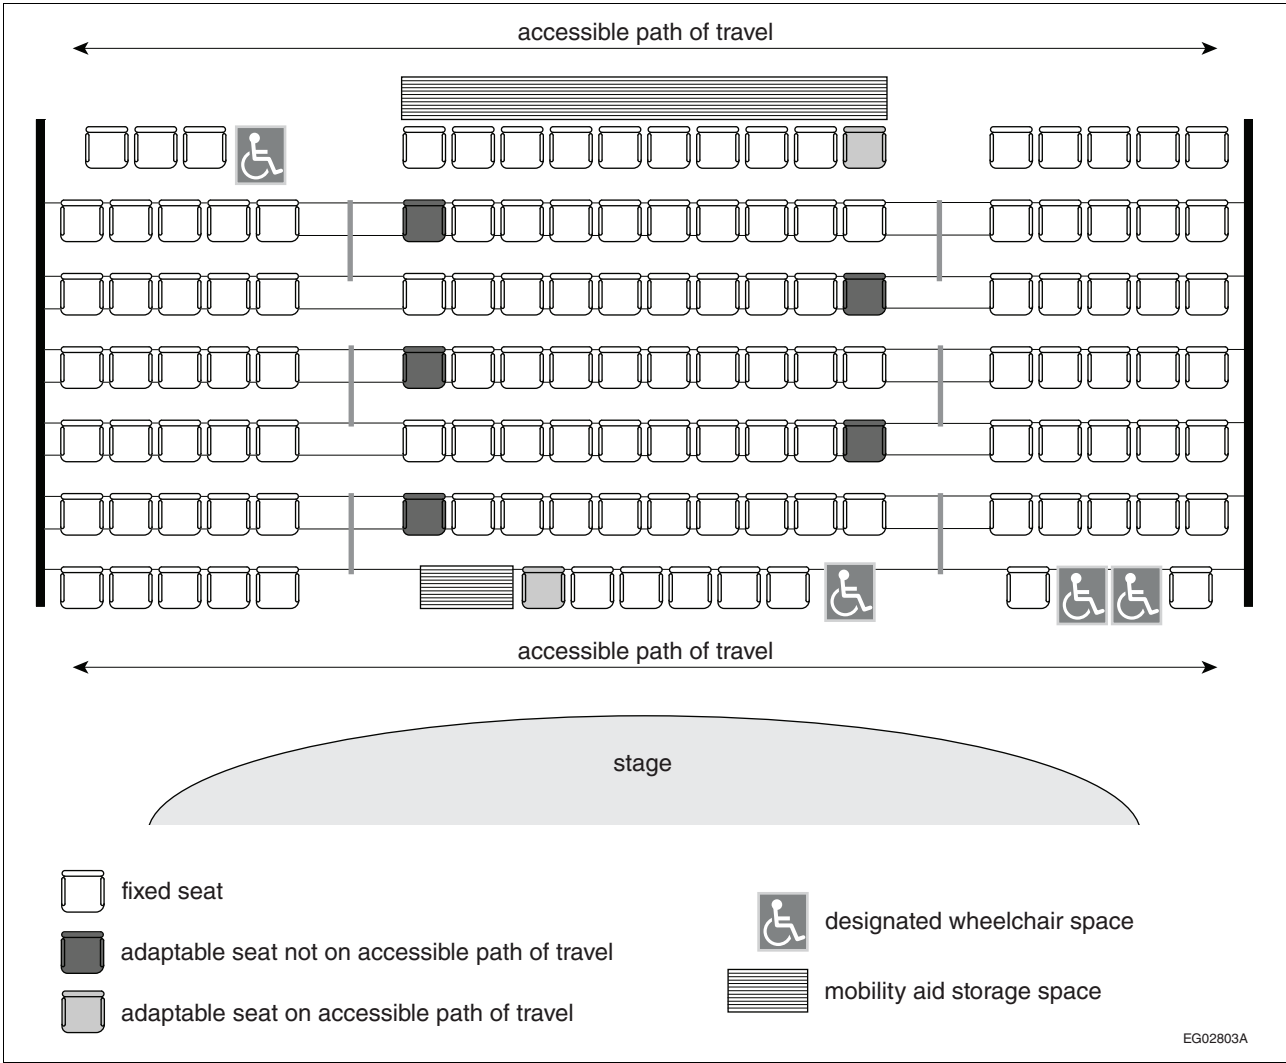 accessible path of travel
accessible path of travel
stage
fixed seat
adaptable seat not on accessible path of travel
adaptable seat on accessible path of travel
designated wheelchair space
mobility aid storage space
EG02803A